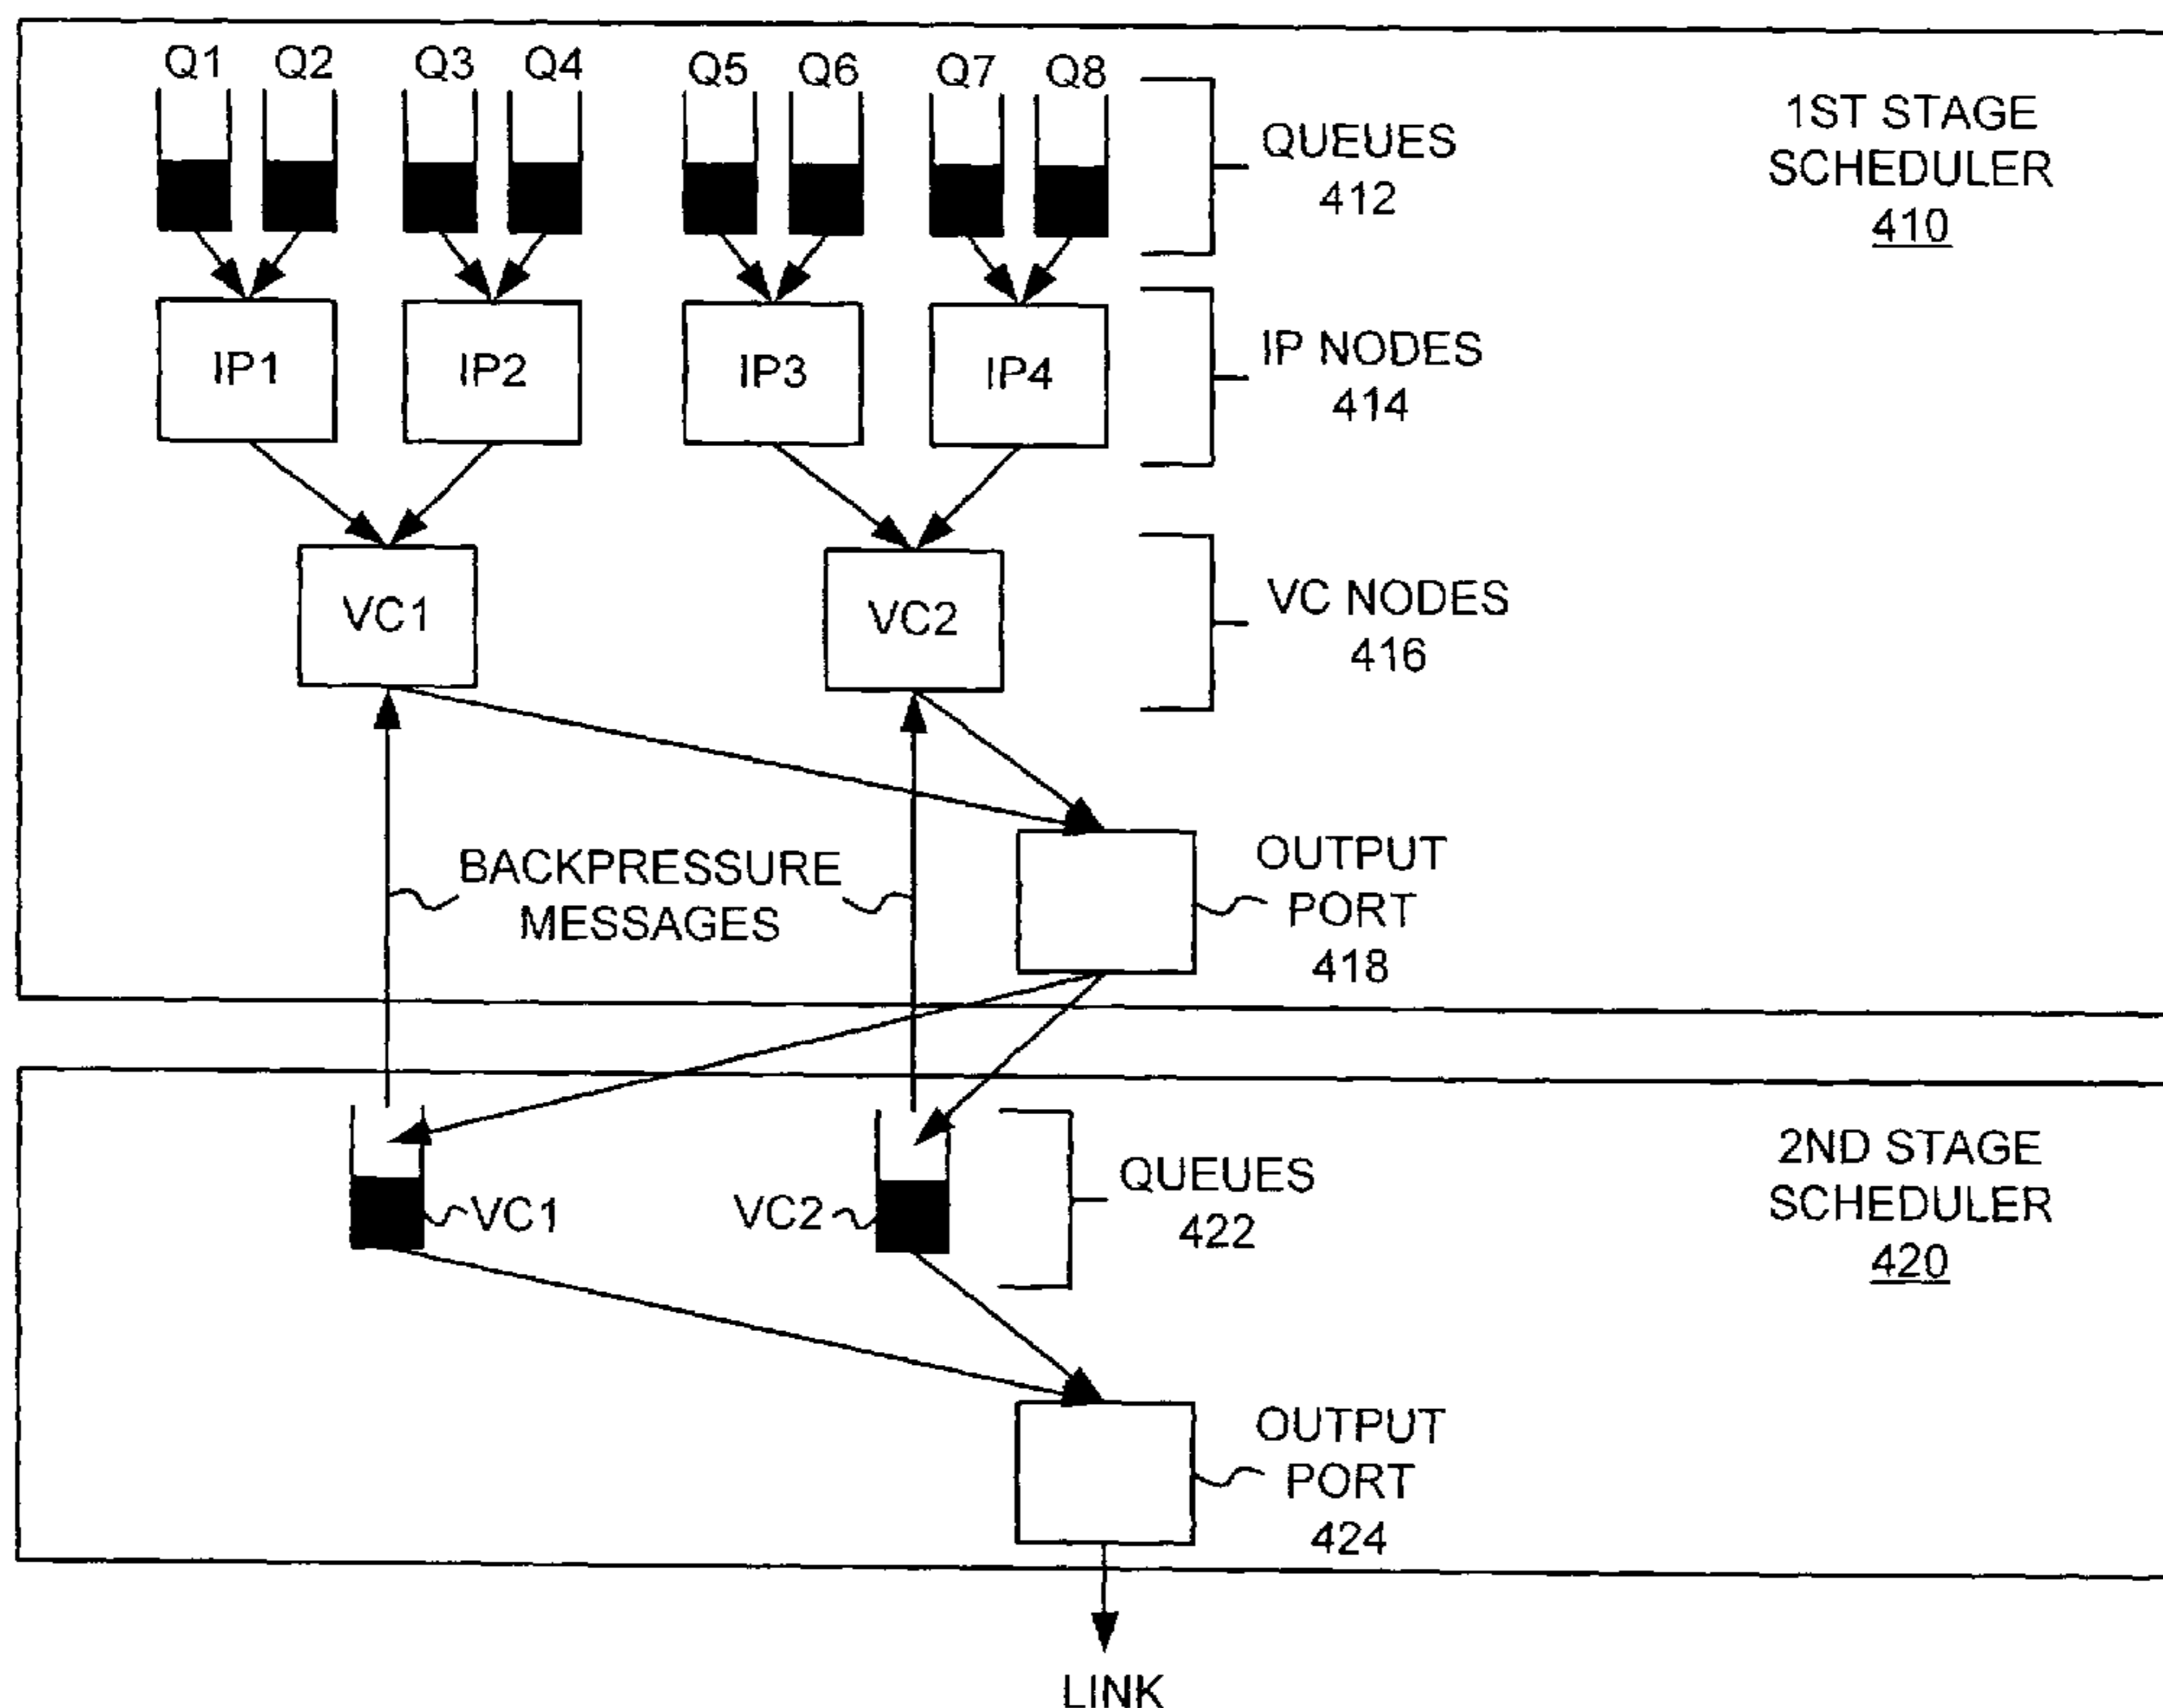 Q1 Q2 Q3 Q4 Q5 Q6 Q7 Q8
QUEUES
412
1ST STAGE
SCHEDULER
410
IP1 IP2 IP3 IP4
IP NODES
414
VC1 VC2
VC NODES
416
BACKPRESSURE
MESSAGES
OUTPUT
PORT
418
VC1 VC2
QUEUES
422
2ND STAGE
SCHEDULER
420
OUTPUT
PORT
424
LINK